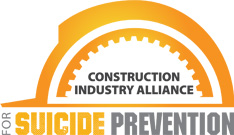 CONSTRUCTION
INDUSTRY ALLIANCE
FOR SUICIDE PREVENTION